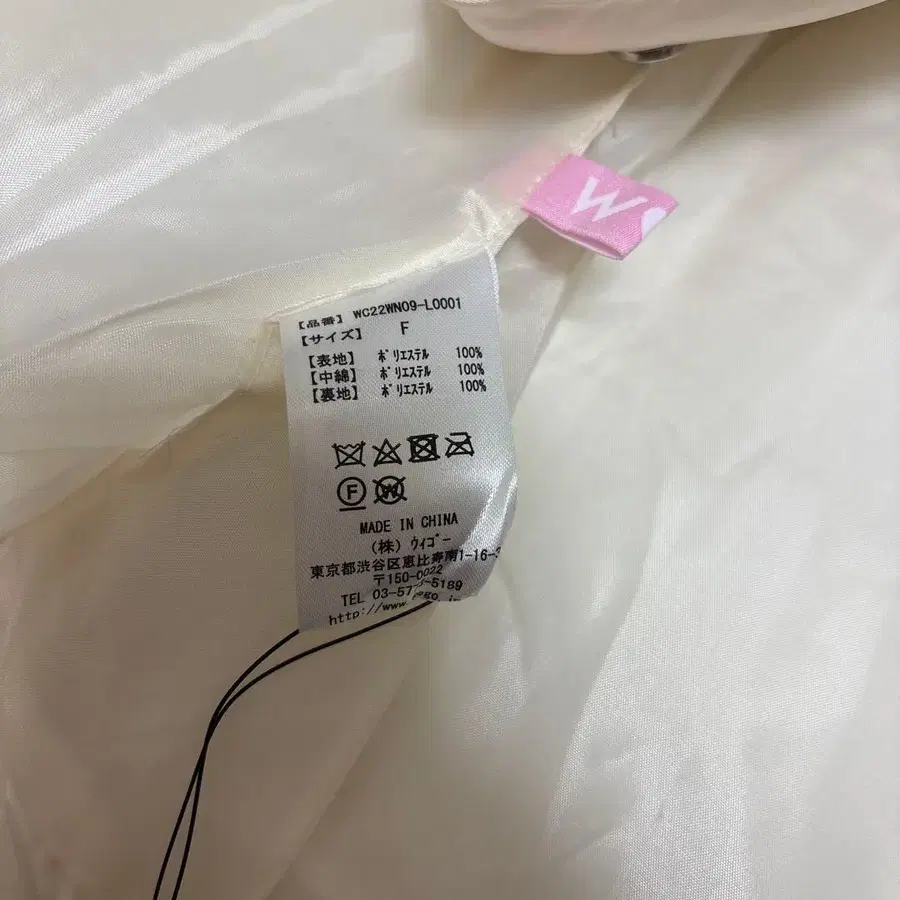 W
【品番】 WC22WN09-L0001
【サイズ】 F
【表地】 ポリエステル 100%
【中綿】 ポリエステル 100%
【裏地】 ポリエステル 100%
F
W
MADE IN CHINA
(株) ウィゴー
東京都渋谷区恵比寿南1-16-3
〒150-0022
TEL 03-57 -5189
http://www. ego.